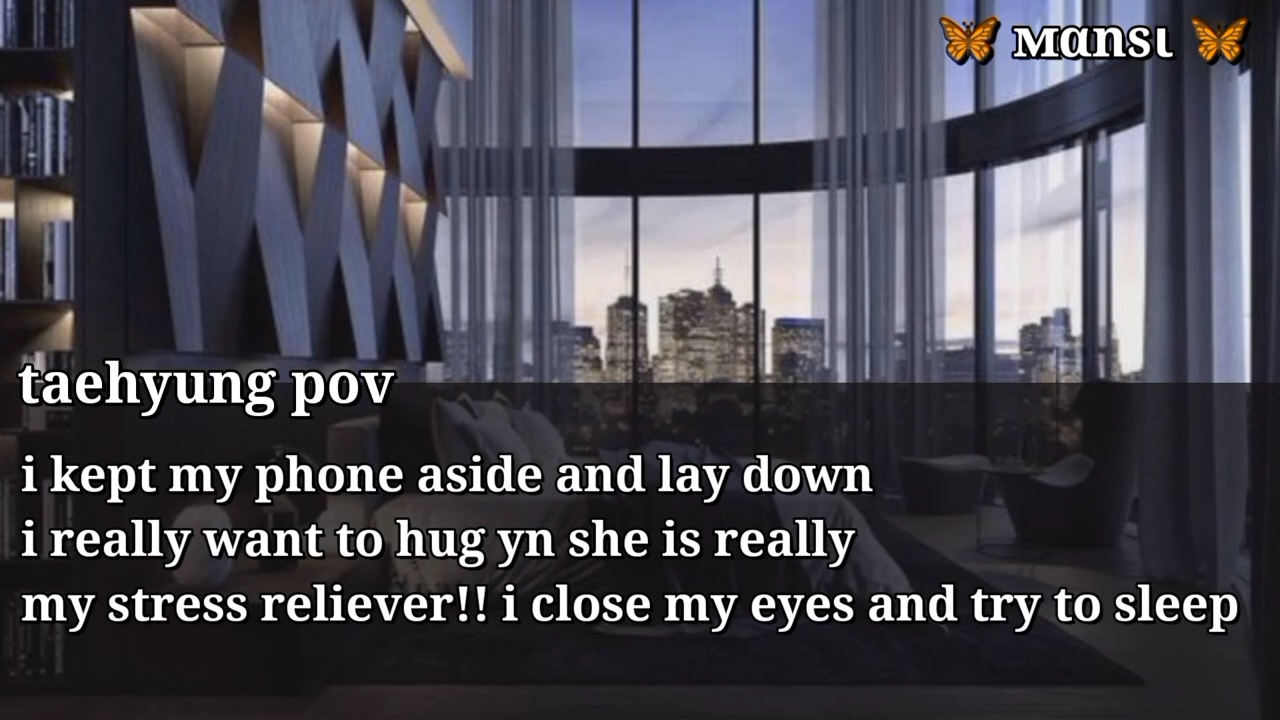 🦋 мαnsι 🦋
taehyung pov
i kept my phone aside and lay down
i really want to hug yn she is really
my stress reliever!! i close my eyes and try to sleep